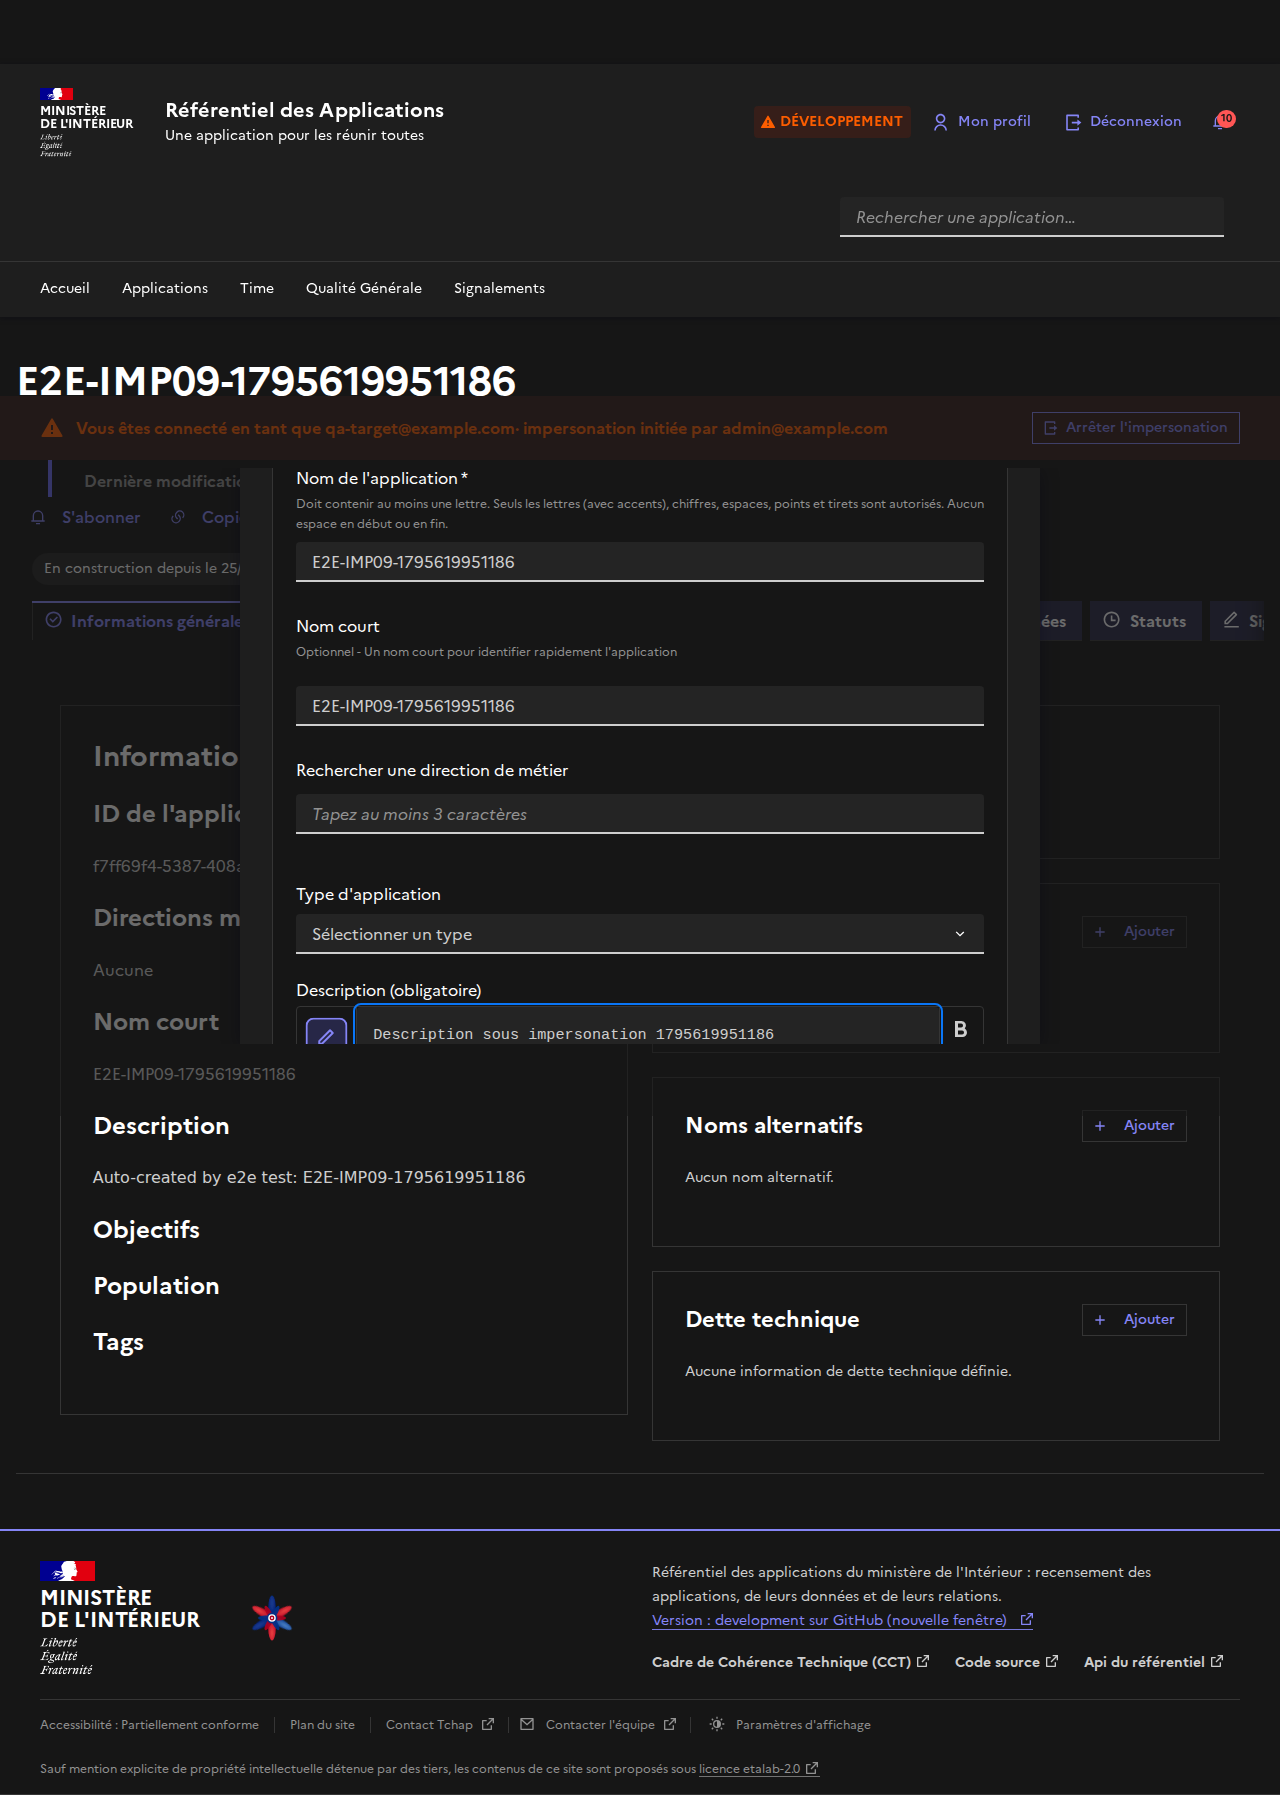 MINISTÈRE
DE L'INTÉRIEUR
Liberté
Égalité
Fraternité
Référentiel des Applications
Une application pour les réunir toutes
DÉVELOPPEMENT
Mon profil
Déconnexion
10
Rechercher une application...
Accueil
Applications
Time
Qualité Générale
Signalements
E2E-IMP09-1795619951186
Vous êtes connecté en tant que qa-target@example.com· impersonation initiée par admin@example.com
Arrêter l'impersonation
Dernière modificatio
S'abonner
Copi
En construction depuis le 25/
Informations générale
ées
Statuts
Si
Nom de l'application *
Doit contenir au moins une lettre. Seuls les lettres (avec accents), chiffres, espaces, points et tirets sont autorisés. Aucun
espace en début ou en fin.
E2E-IMP09-1795619951186
Nom court
Optionnel - Un nom court pour identifier rapidement l'application
E2E-IMP09-1795619951186
Rechercher une direction de métier
Tapez au moins 3 caractères
Type d'application
Sélectionner un type
Description (obligatoire)
Description sous impersonation 1795619951186
B
Informatio
ID de l'applic
f7ff69f4-5387-408a
Directions m
Aucune
Nom court
E2E-IMP09-1795619951186
Description
Auto-created by e2e test: E2E-IMP09-1795619951186
Objectifs
Population
Tags
Ajouter
Noms alternatifs
Ajouter
Aucun nom alternatif.
Dette technique
Ajouter
Aucune information de dette technique définie.
MINISTÈRE
DE L'INTÉRIEUR
Liberté
Égalité
Fraternité
Référentiel des applications du ministère de l'Intérieur : recensement des
applications, de leurs données et de leurs relations.
Version : development sur GitHub (nouvelle fenêtre)
Cadre de Cohérence Technique (CCT)
Code source
Api du référentiel
Accessibilité : Partiellement conforme
Plan du site
Contact Tchap
Contacter l'équipe
Paramètres d'affichage
Sauf mention explicite de propriété intellectuelle détenue par des tiers, les contenus de ce site sont proposés sous licence etalab-2.0